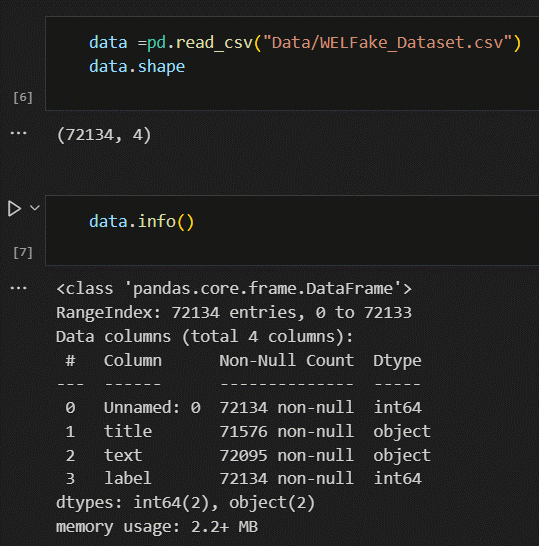 data =pd.read_csv("Data/WELFake_Dataset.csv")
data.shape
[6]
... (72134, 4)
data.info()
[7]
... <class 'pandas.core.frame.DataFrame'>
RangeIndex: 72134 entries, 0 to 72133
Data columns (total 4 columns):
 #   Column      Non-Null Count  Dtype
---  ------      --------------  -----
 0   Unnamed: 0  72134 non-null  int64
 1   title       71576 non-null  object
 2   text        72095 non-null  object
 3   label       72134 non-null  int64
dtypes: int64(2), object(2)
memory usage: 2.2+ MB